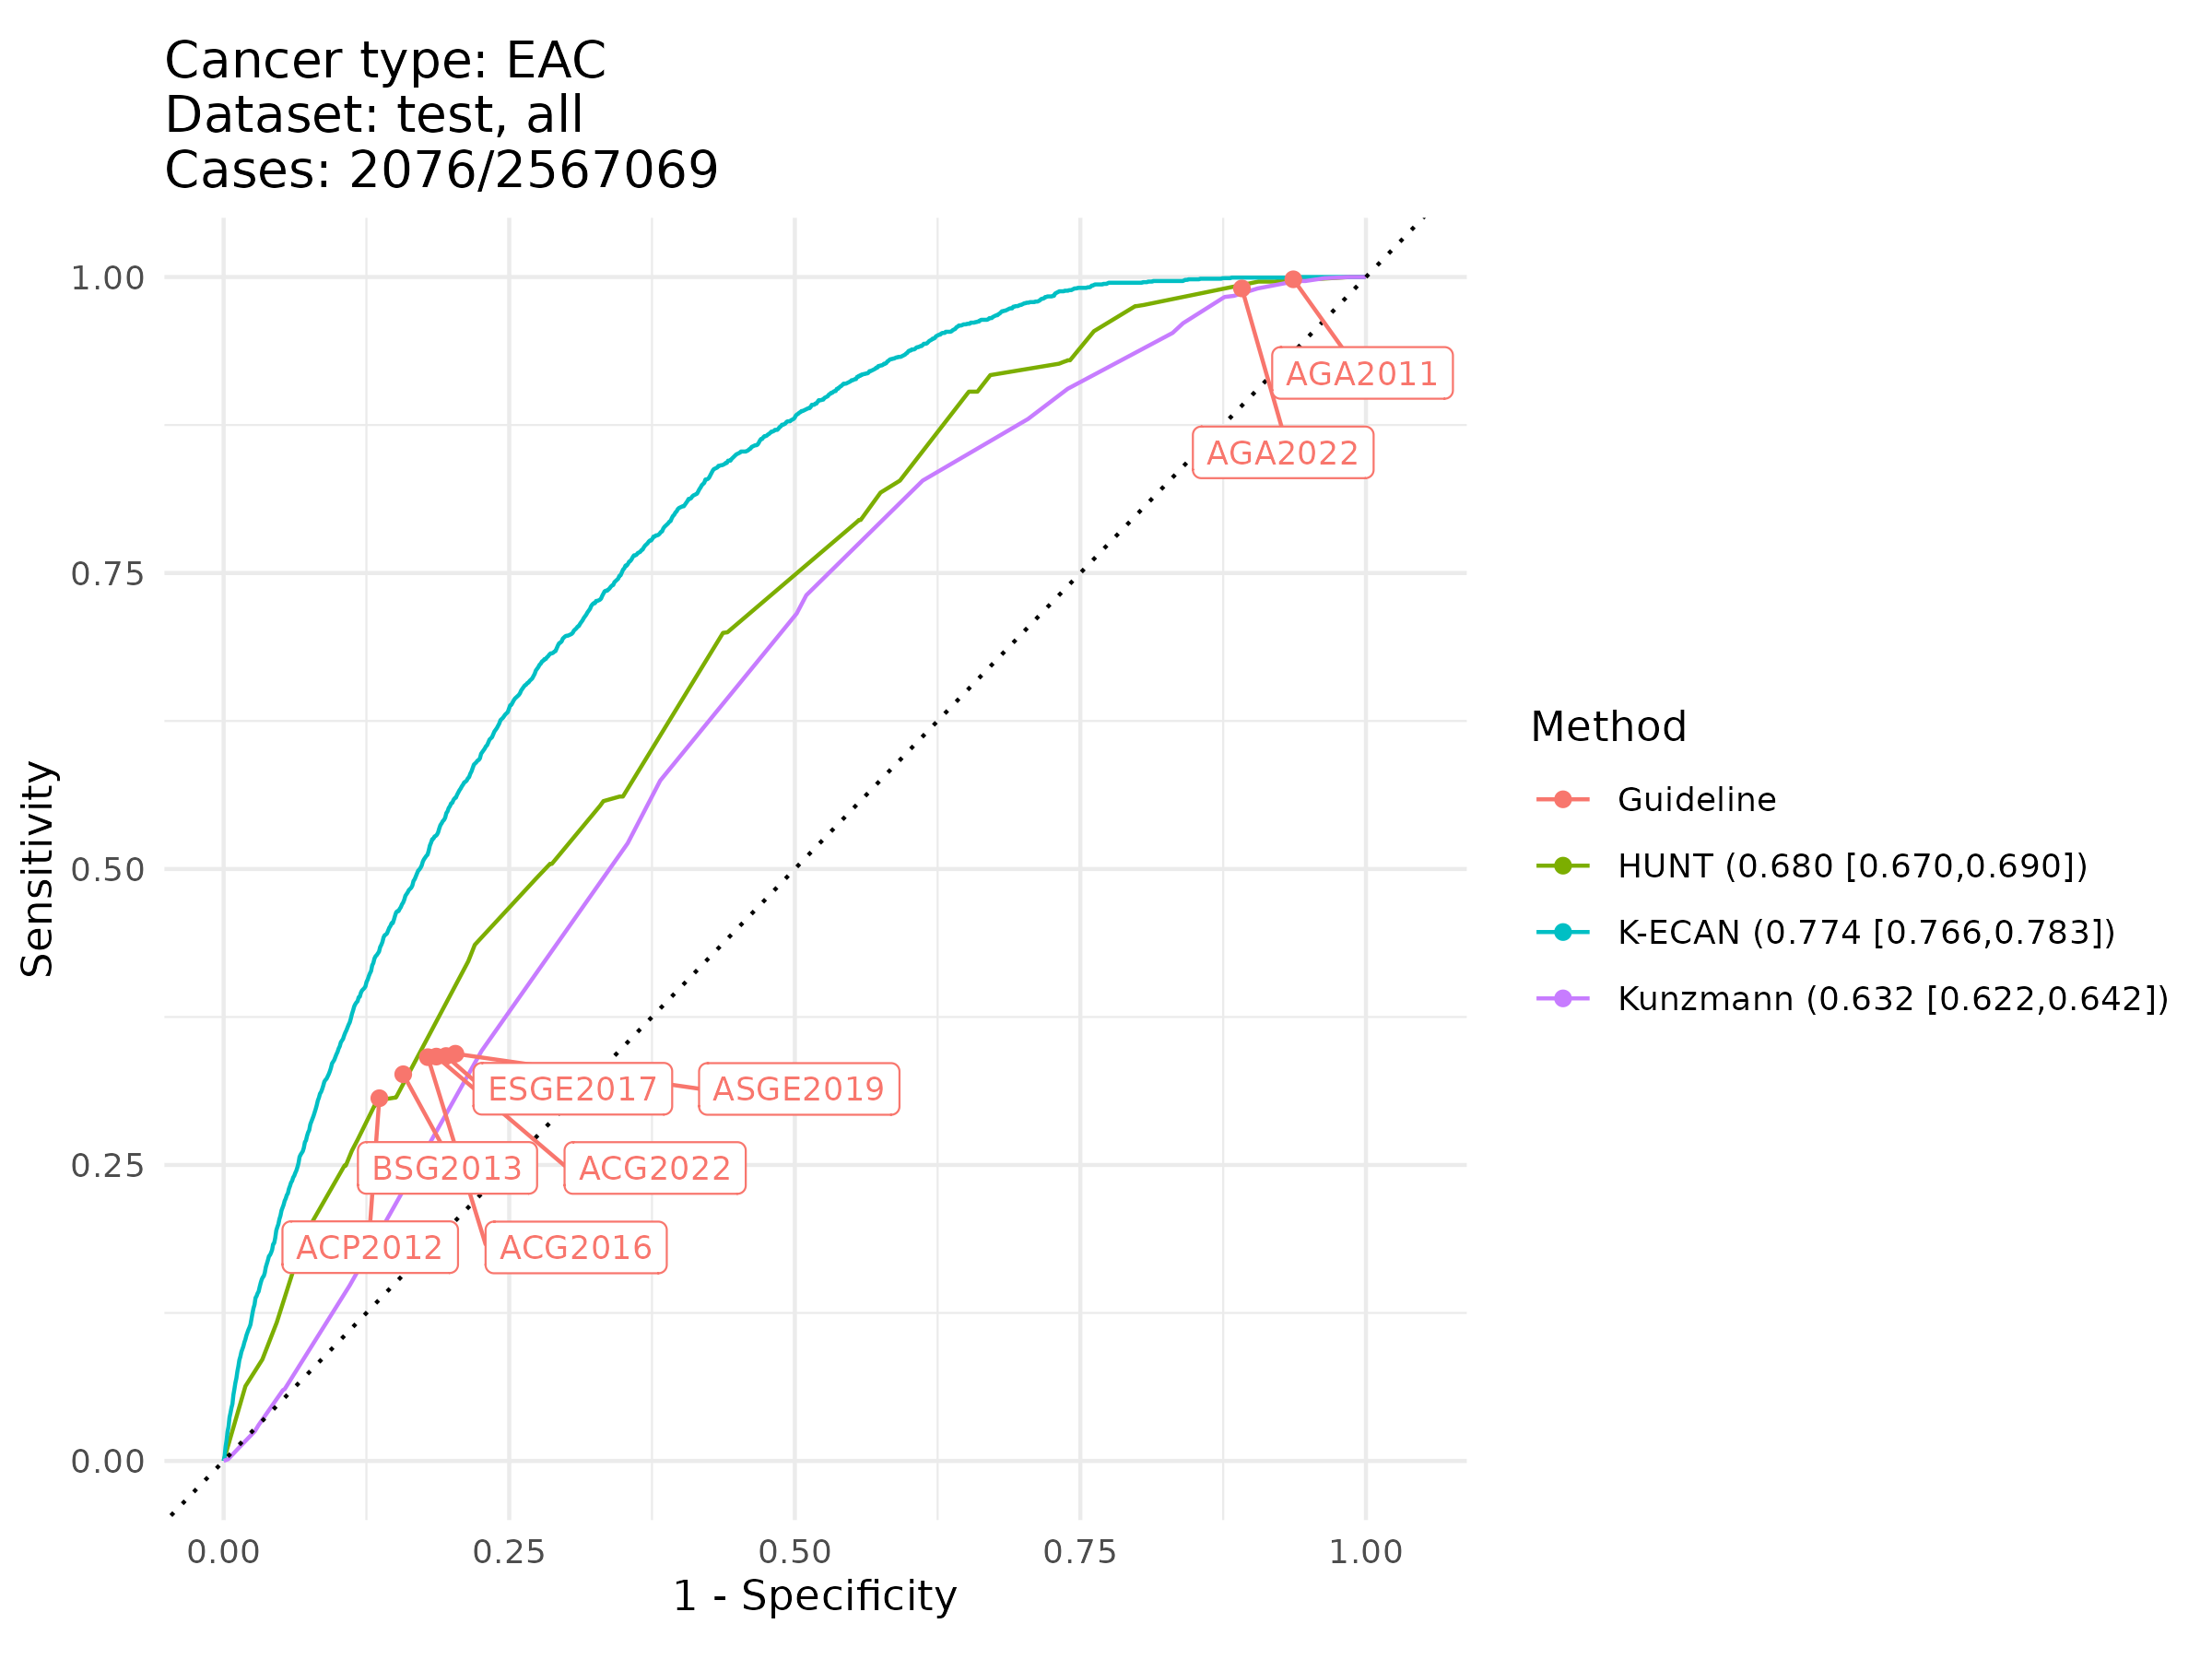 Cancer type: EAC
Dataset: test, all
Cases: 2076/2567069
1.00
0.75
0.50
0.25
0.00
Sensitivity
AGA2011
AGA2022
ESGE2017
ASGE2019
BSG2013
ACG2022
ACP2012
ACG2016
0.00
0.25
0.50
0.75
1.00
1 - Specificity
Method
Guideline
HUNT (0.680 [0.670,0.690])
K-ECAN (0.774 [0.766,0.783])
Kunzmann (0.632 [0.622,0.642])